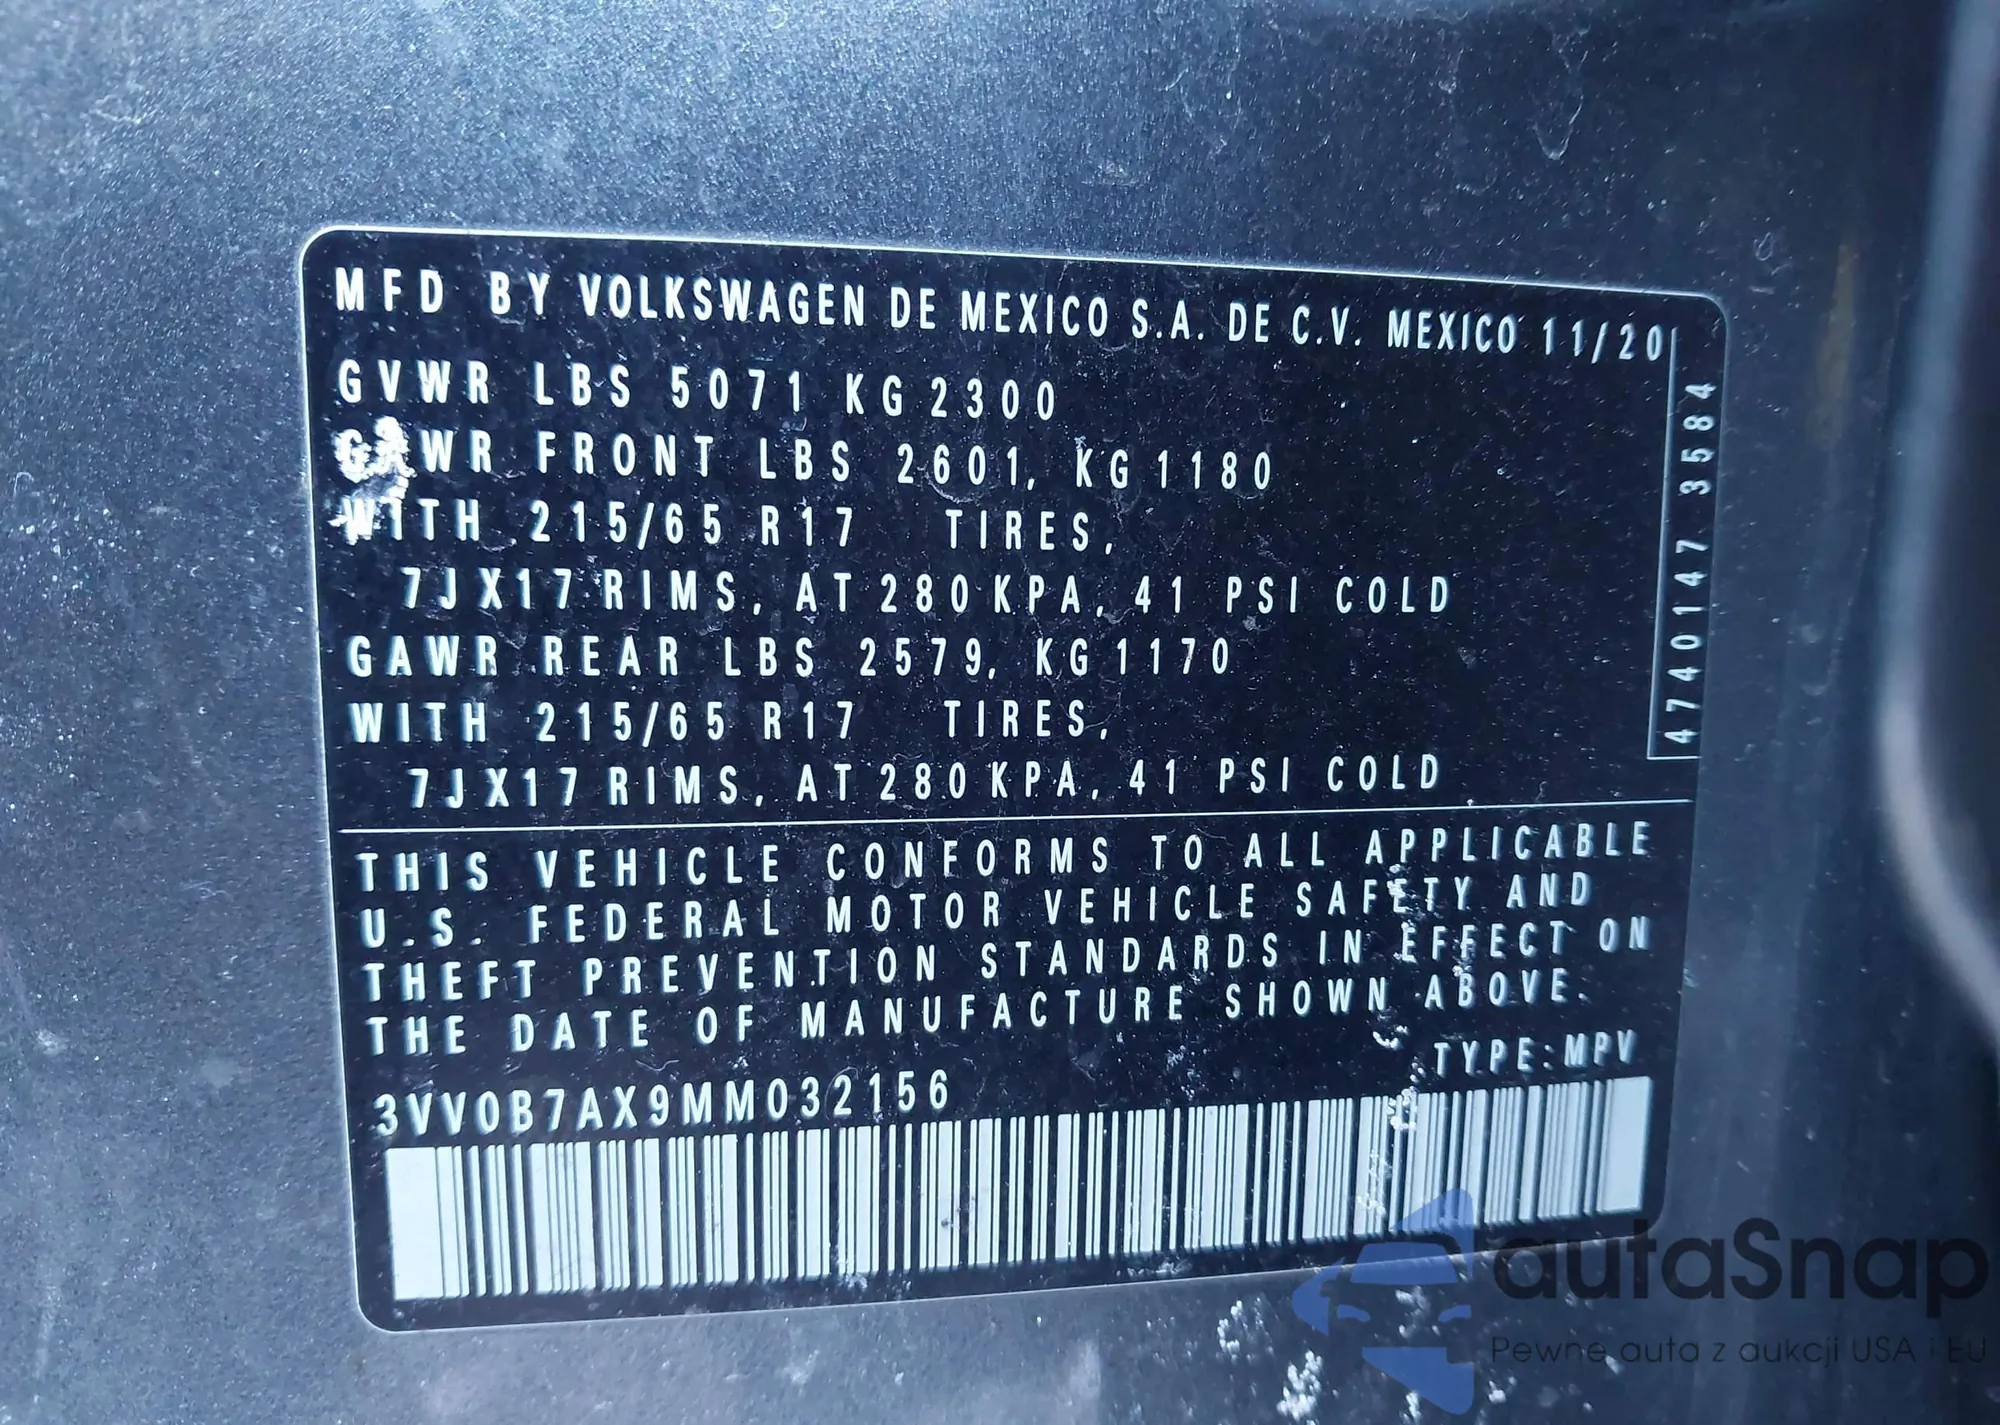 MFD BY VOLKSWAGEN DE MEXICO S.A. DE C.V. MEXICO 11/20
GVWR LBS 5071 KG 2300
GAWR FRONT LBS 2601, KG 1180
WITH 215/65 R17 TIRES,
7JX17 RIMS, AT 280 KPA, 41 PSI COLD
GAWR REAR LBS 2579, KG 1170
WITH 215/65 R17 TIRES,
7JX17 RIMS, AT 280 KPA, 41 PSI COLD
4740147 3584
THIS VEHICLE CONFORMS TO ALL APPLICABLE
U.S. FEDERAL MOTOR VEHICLE SAFETY AND
THEFT PREVENTION STANDARDS IN EFFECT ON
THE DATE OF MANUFACTURE SHOWN ABOVE.
TYPE: MPV
3VV0B7AX9MM032156
autaSnap
Pewne auta z aukcji USA i EU